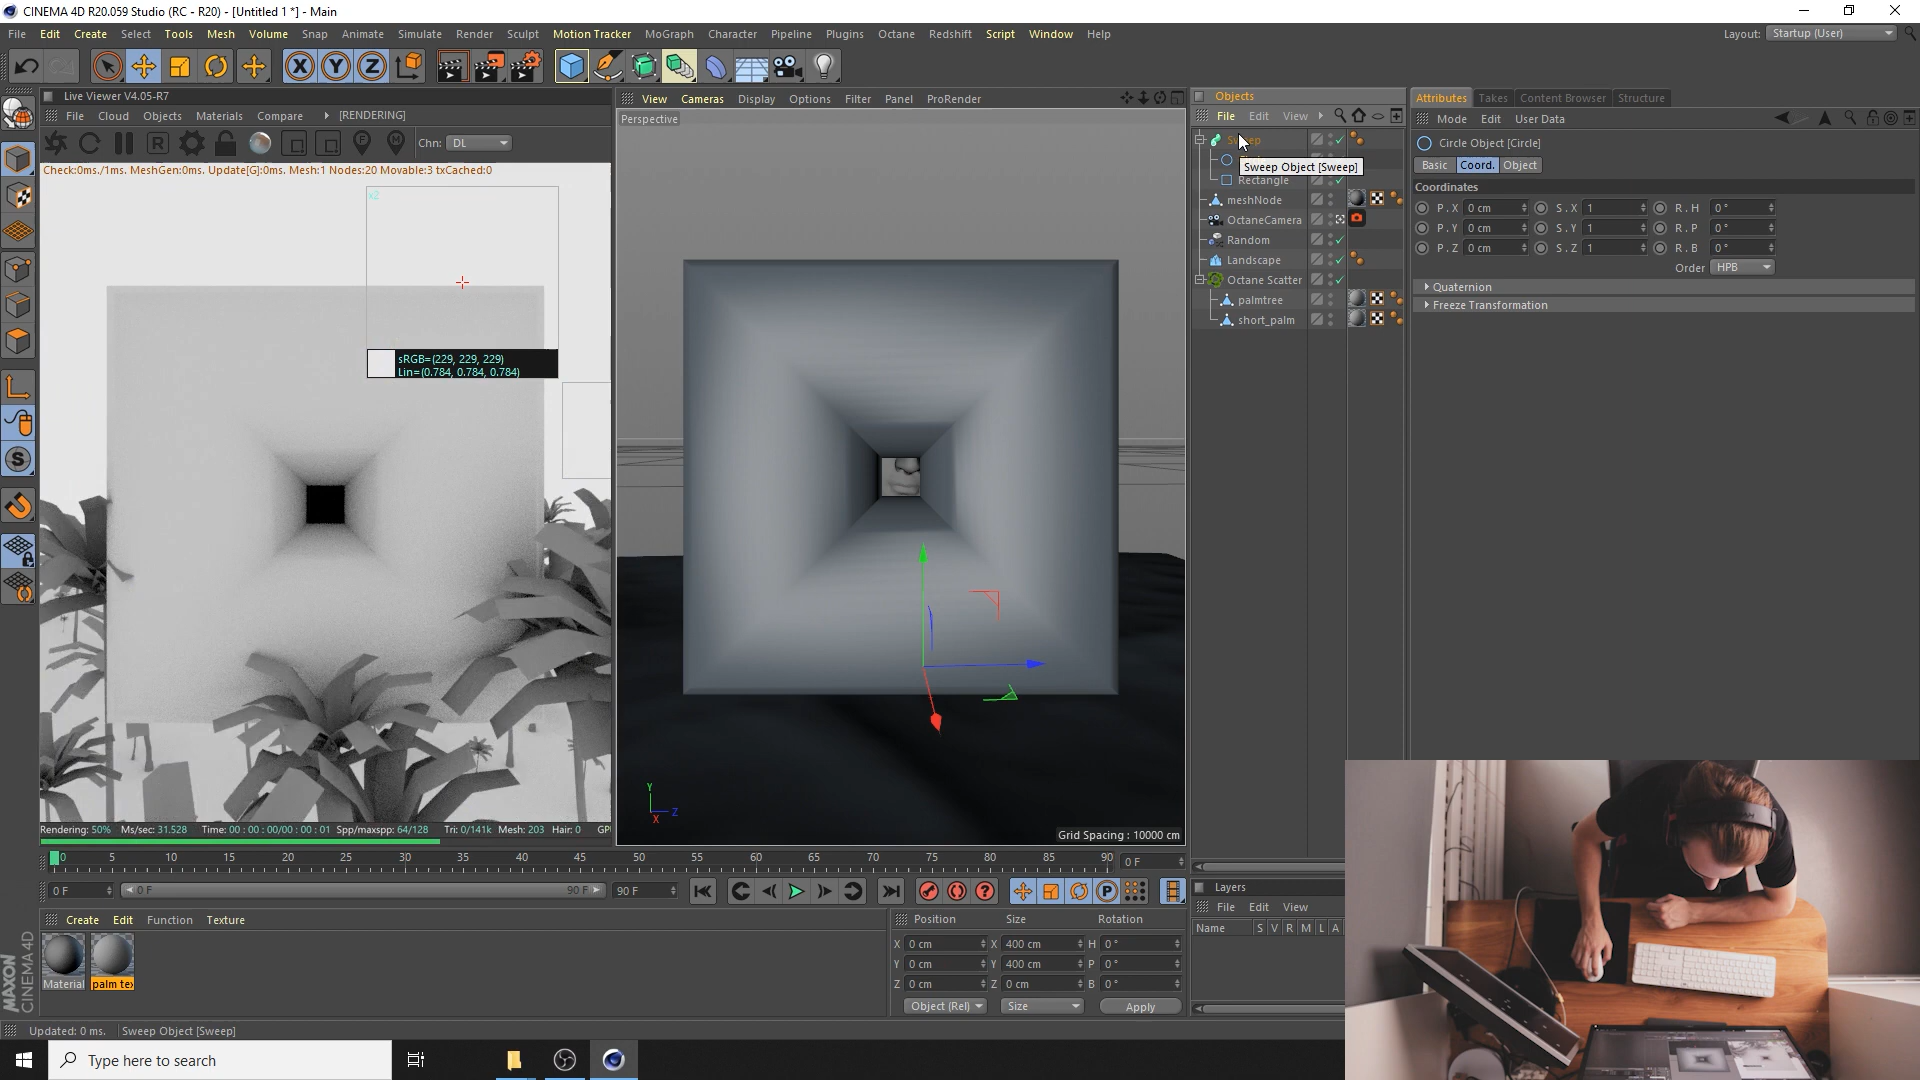 CINEMA 4D R20.059 Studio (RC - R20) - [Untitled 1 *] - Main
File Edit Create Select Tools Mesh Volume Snap Animate Simulate Render Sculpt Motion Tracker MoGraph Character Pipeline Plugins Octane Redshift Script Window Help Layout: Startup (User)
Live Viewer V4.05-R7
File Cloud Objects Materials Compare [RENDERING]
Chn: DL
Check:0ms./1ms. MeshGen:0ms. Update[G]:0ms. Mesh:1 Nodes:20 Movable:3 txCached:0
x2
sRGB=(229, 229, 229)
Lin=(0.784, 0.784, 0.784)
Rendering: 50% Ms/sec: 31.528 Time: 00 : 00 : 00/00 : 00 : 01 Spp/maxspp: 64/128 Tri: 0/141k Mesh: 203 Hair: 0
View Cameras Display Options Filter Panel ProRender
Perspective
Y
Z
X
Grid Spacing : 10000 cm
Objects
File Edit View
Sweep Object [Sweep]
Rectangle
meshNode
OctaneCamera
Random
Landscape
Octane Scatter
palmtree
short_palm
Attributes Takes Content Browser Structure
Mode Edit User Data
Circle Object [Circle]
Basic Coord. Object
Coordinates
P . X 0 cm S . X 1 R . H 0 °
P . Y 0 cm S . Y 1 R . P 0 °
P . Z 0 cm S . Z 1 R . B 0 °
Order HPB
Quaternion
Freeze Transformation
0 5 10 15 20 25 30 35 40 45 50 55 60 65 70 75 80 85 90 0 F
0 F 0 F 90 F 90 F
Create Edit Function Texture
Material palm tex
Position Size Rotation
X 0 cm X 400 cm H 0 °
Y 0 cm Y 400 cm P 0 °
Z 0 cm Z 0 cm B 0 °
Object (Rel) Size Apply
Layers
File Edit View
Name S V R M L A
MAXON
CINEMA 4D
Updated: 0 ms. Sweep Object [Sweep]
Type here to search